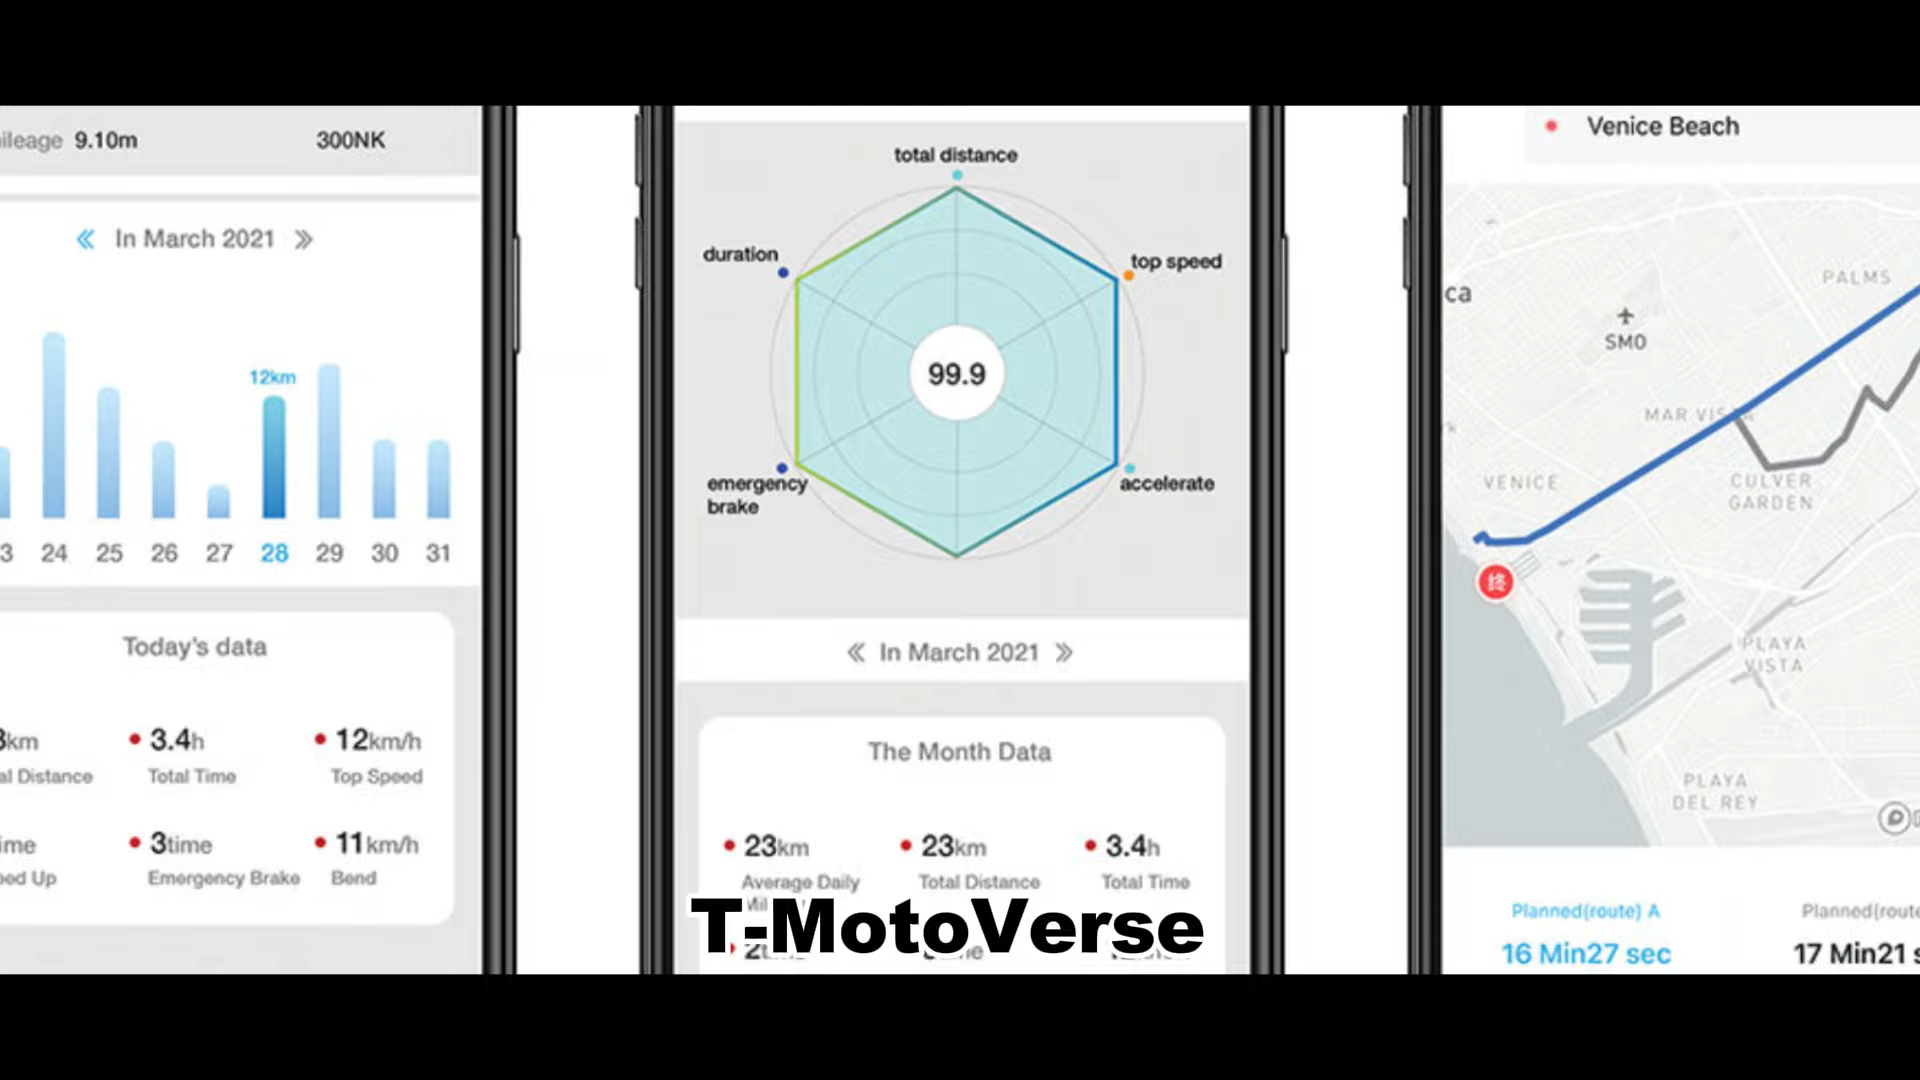 ileage 9.10m 300NK
« In March 2021 »
12km
3 24 25 26 27 28 29 30 31
Today's data
km 3.4h 12km/h
al Distance Total Time Top Speed
ime 3time 11km/h
ed Up Emergency Brake Bend
total distance
duration
top speed
99.9
emergency
brake
accelerate
« In March 2021 »
The Month Data
23km 23km 3.4h
Average Daily Total Distance Total Time
T-MotoVerse
Venice Beach
PALMS
ca
SMO
MAR VISTA
VENICE
CULVER
GARDEN
终
PLAYA
VISTA
PLAYA
DEL REY
Planned(route) A Planned(route
16 Min27 sec 17 Min21 s